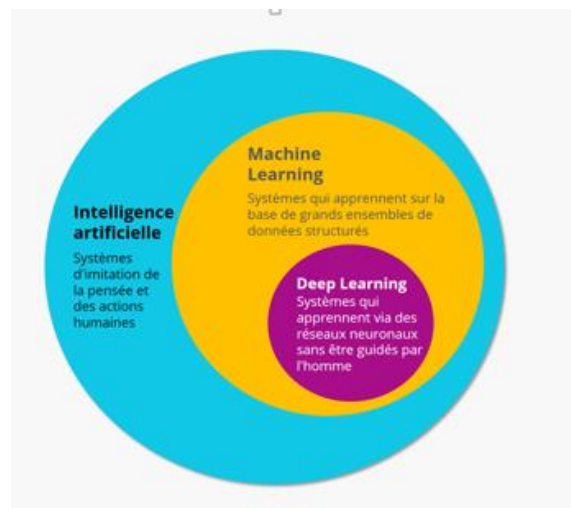 Machine
Learning
Systèmes qui apprennent sur la
base de grands ensembles de
données structurés
Intelligence
artificielle
Systèmes
d'imitation de
la pensée et
des actions
humaines
Deep Learning
Systèmes qui
apprennent via des
réseaux neuronaux
sans être guidés par
l'homme